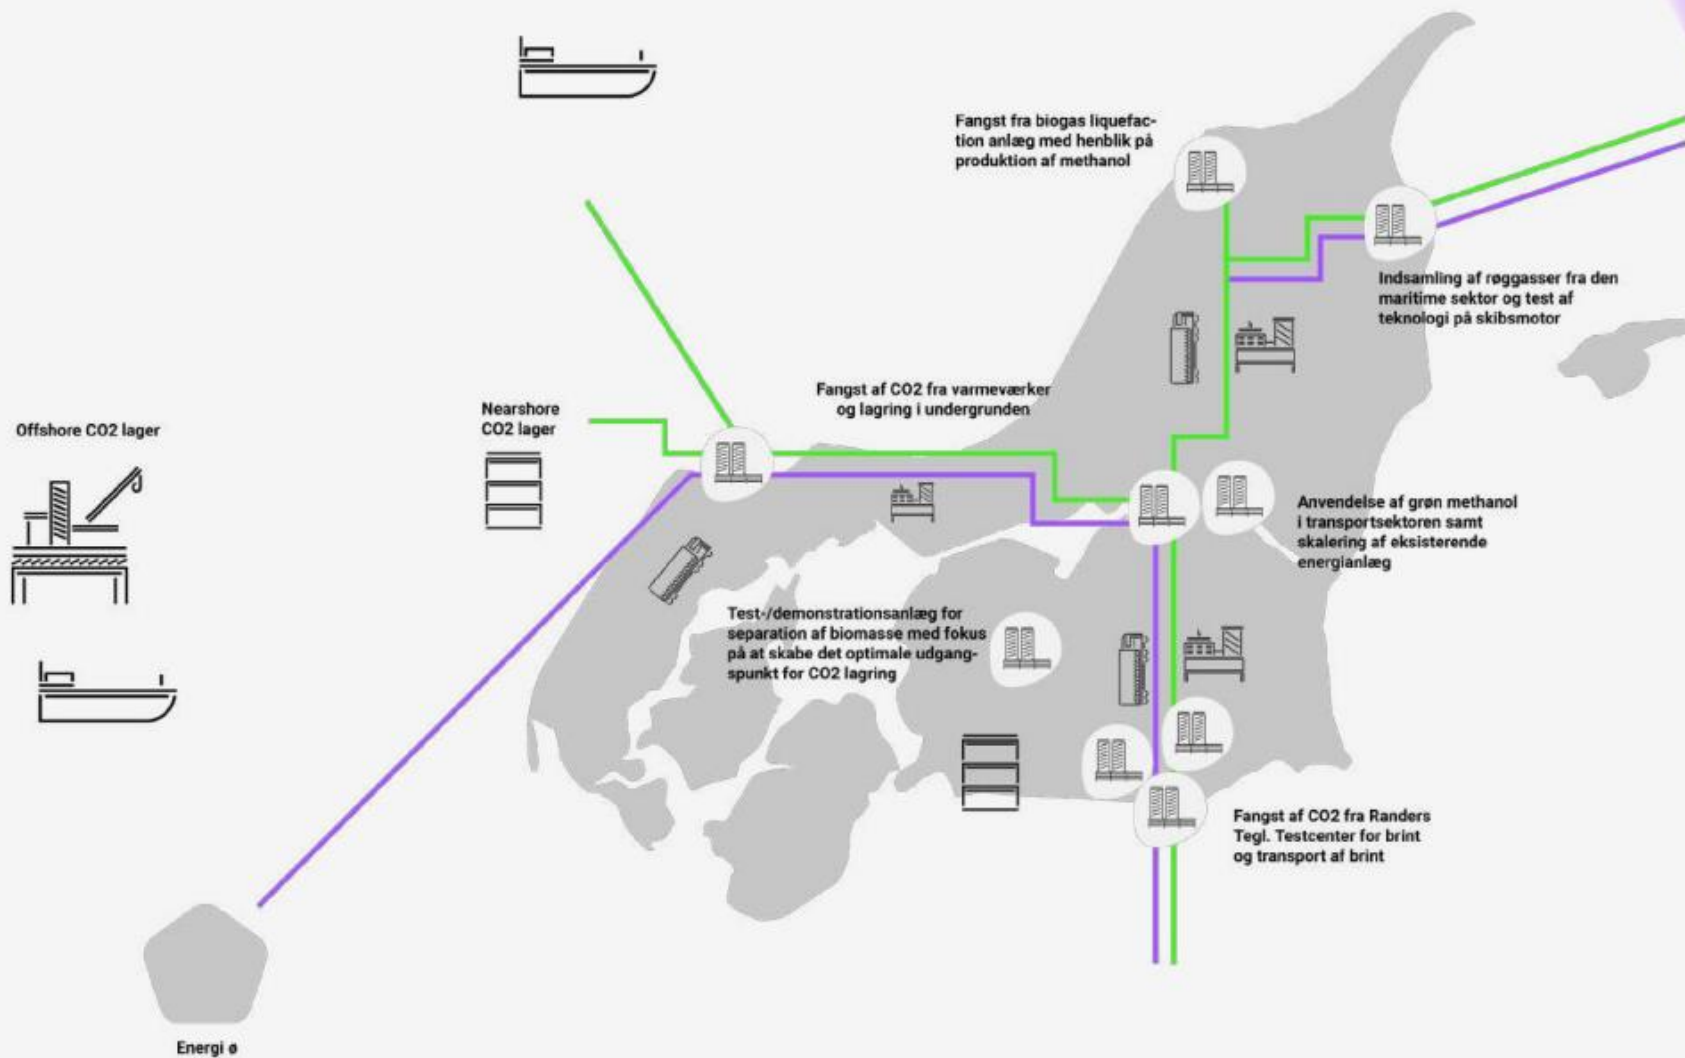 Fangst fra biogas liquefac-
tion anlæg med henblik på
produktion af methanol
Indsamling af røggasser fra den
maritime sektor og test af
teknologi på skibsmotor
Fangst af CO2 fra varmeværker
og lagring i undergrunden
Nearshore
CO2 lager
Offshore CO2 lager
Anvendelse af grøn methanol
i transportsektoren samt
skalering af eksisterende
energianlæg
Test-/demonstrationsanlæg for
separation af biomasse med fokus
på at skabe det optimale udgang-
spunkt for CO2 lagring
Fangst af CO2 fra Randers
Tegl. Testcenter for brint
og transport af brint
Energi ø